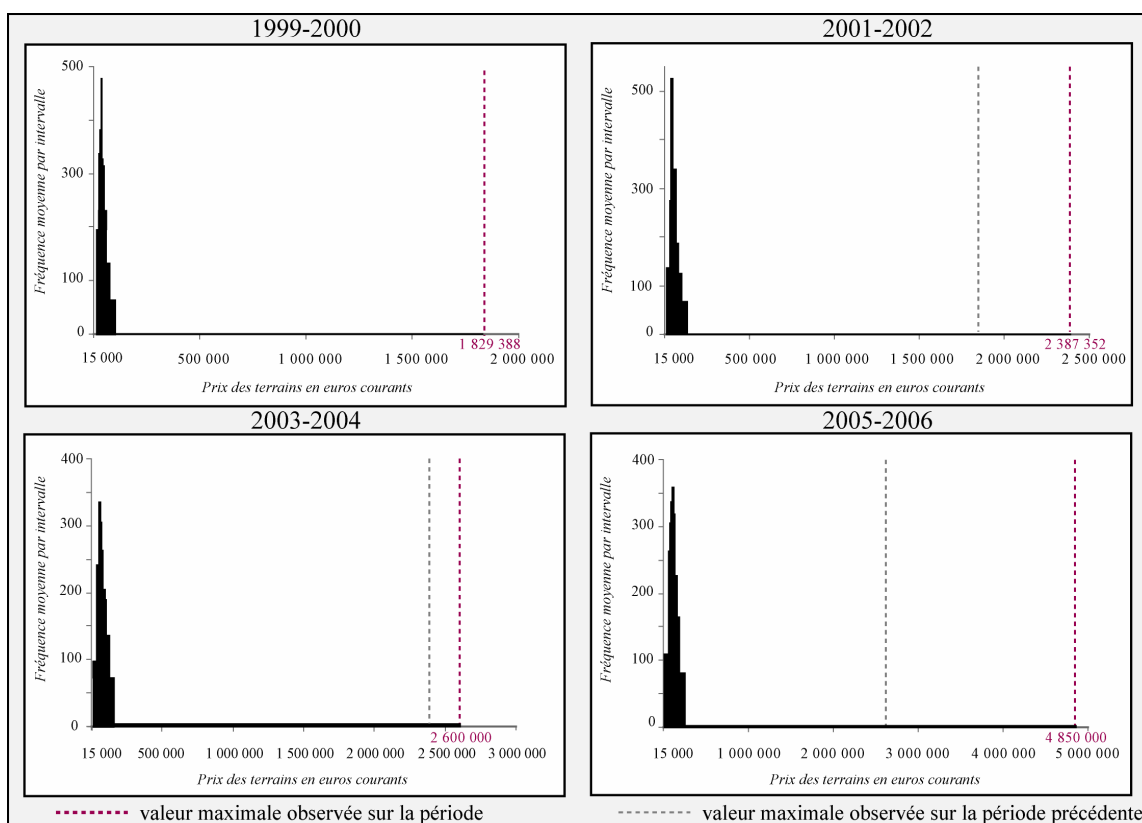 1999-2000
Fréquence moyenne par intervalle
500
300
100
0
1 829 388
15 000 500 000 1 000 000 1 500 000 2 000 000
Prix des terrains en euros courants
2001-2002
Fréquence moyenne par intervalle
500
300
100
0
2 387 352
15 000 500 000 1 000 000 1 500 000 2 000 000 2 500 000
Prix des terrains en euros courants
2003-2004
Fréquence moyenne par intervalle
400
300
200
100
0
2 600 000
15 000 500 000 1 000 000 1 500 000 2 000 000 2 500 000 3 000 000
Prix des terrains en euros courants
2005-2006
Fréquence moyenne par intervalle
400
300
200
100
0
4 850 000
15 000 1 000 000 2 000 000 3 000 000 4 000 000 5 000 000
Prix des terrains en euros courants
valeur maximale observée sur la période
valeur maximale observée sur la période précédente